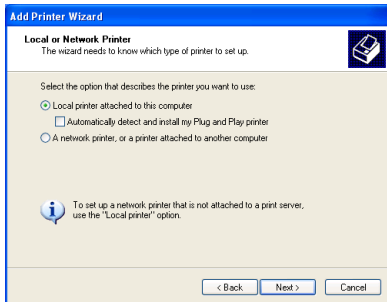 Add Printer Wizard
Local or Network Printer
The wizard needs to know which type of printer to set up.
Select the option that describes the printer you want to use:
Local printer attached to this computer
Automatically detect and install my Plug and Play printer
A network printer, or a printer attached to another computer
To set up a network printer that is not attached to a print server,
use the "Local printer" option.
< Back Next > Cancel